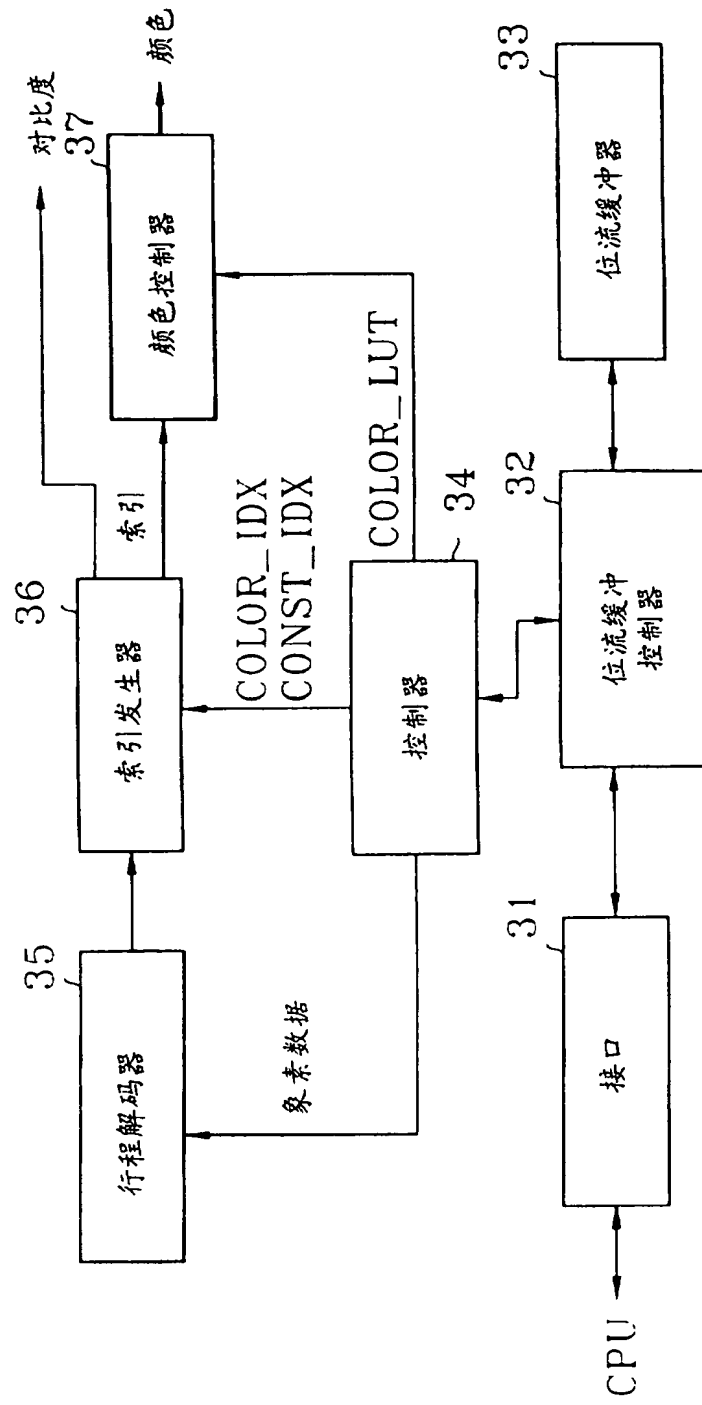 35
行程解码器
36
索引发生器
索引
对比度
37
颜色控制器
颜色
象素数据
COLOR_IDX
CONST_IDX
COLOR_LUT
34
控制器
CPU
31
接口
32
位流缓冲
控制器
33
位流缓冲器